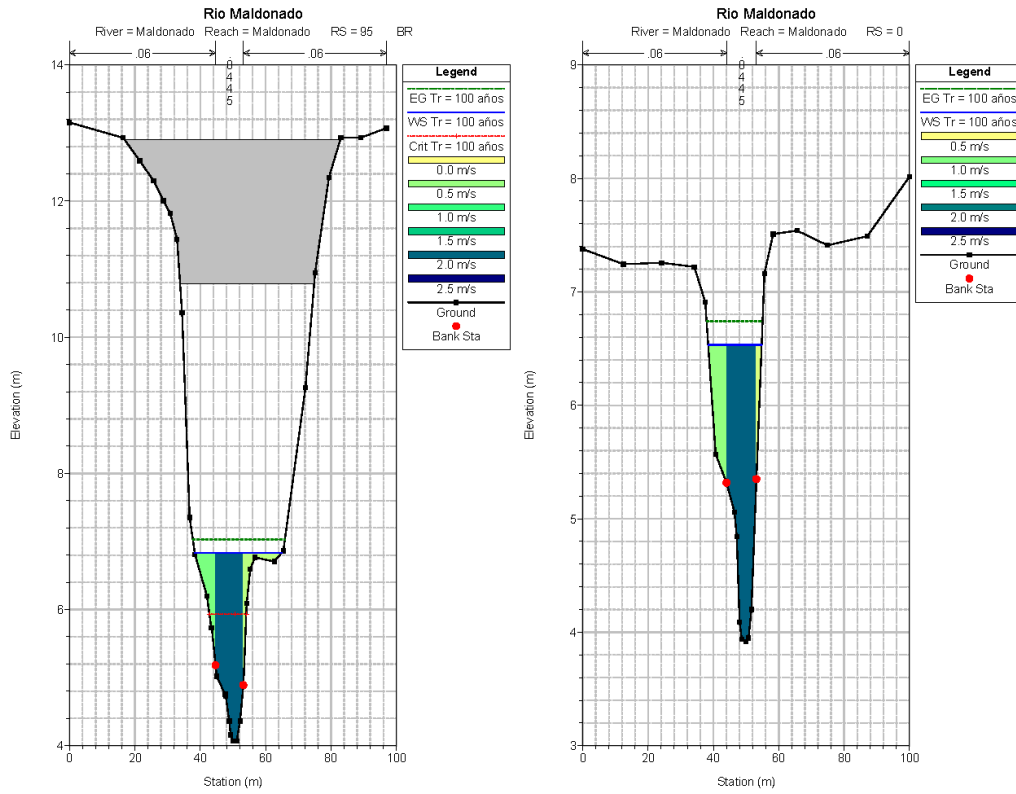 Rio Maldonado
River = Maldonado Reach = Maldonado RS = 95 BR
.06
.
0
4
5
.06
14
12
10
8
6
4
Elevation (m)
0
20
40
60
80
100
Station (m)
Legend
EG Tr = 100 años
WS Tr = 100 años
Crit Tr = 100 años
0.0 m/s
0.5 m/s
1.0 m/s
1.5 m/s
2.0 m/s
2.5 m/s
Ground
Bank Sta
Rio Maldonado
River = Maldonado Reach = Maldonado RS = 0
.06
.
0
4
5
.06
9
8
7
6
5
4
3
Elevation (m)
0
20
40
60
80
100
Station (m)
Legend
EG Tr = 100 años
WS Tr = 100 años
0.5 m/s
1.0 m/s
1.5 m/s
2.0 m/s
2.5 m/s
Ground
Bank Sta